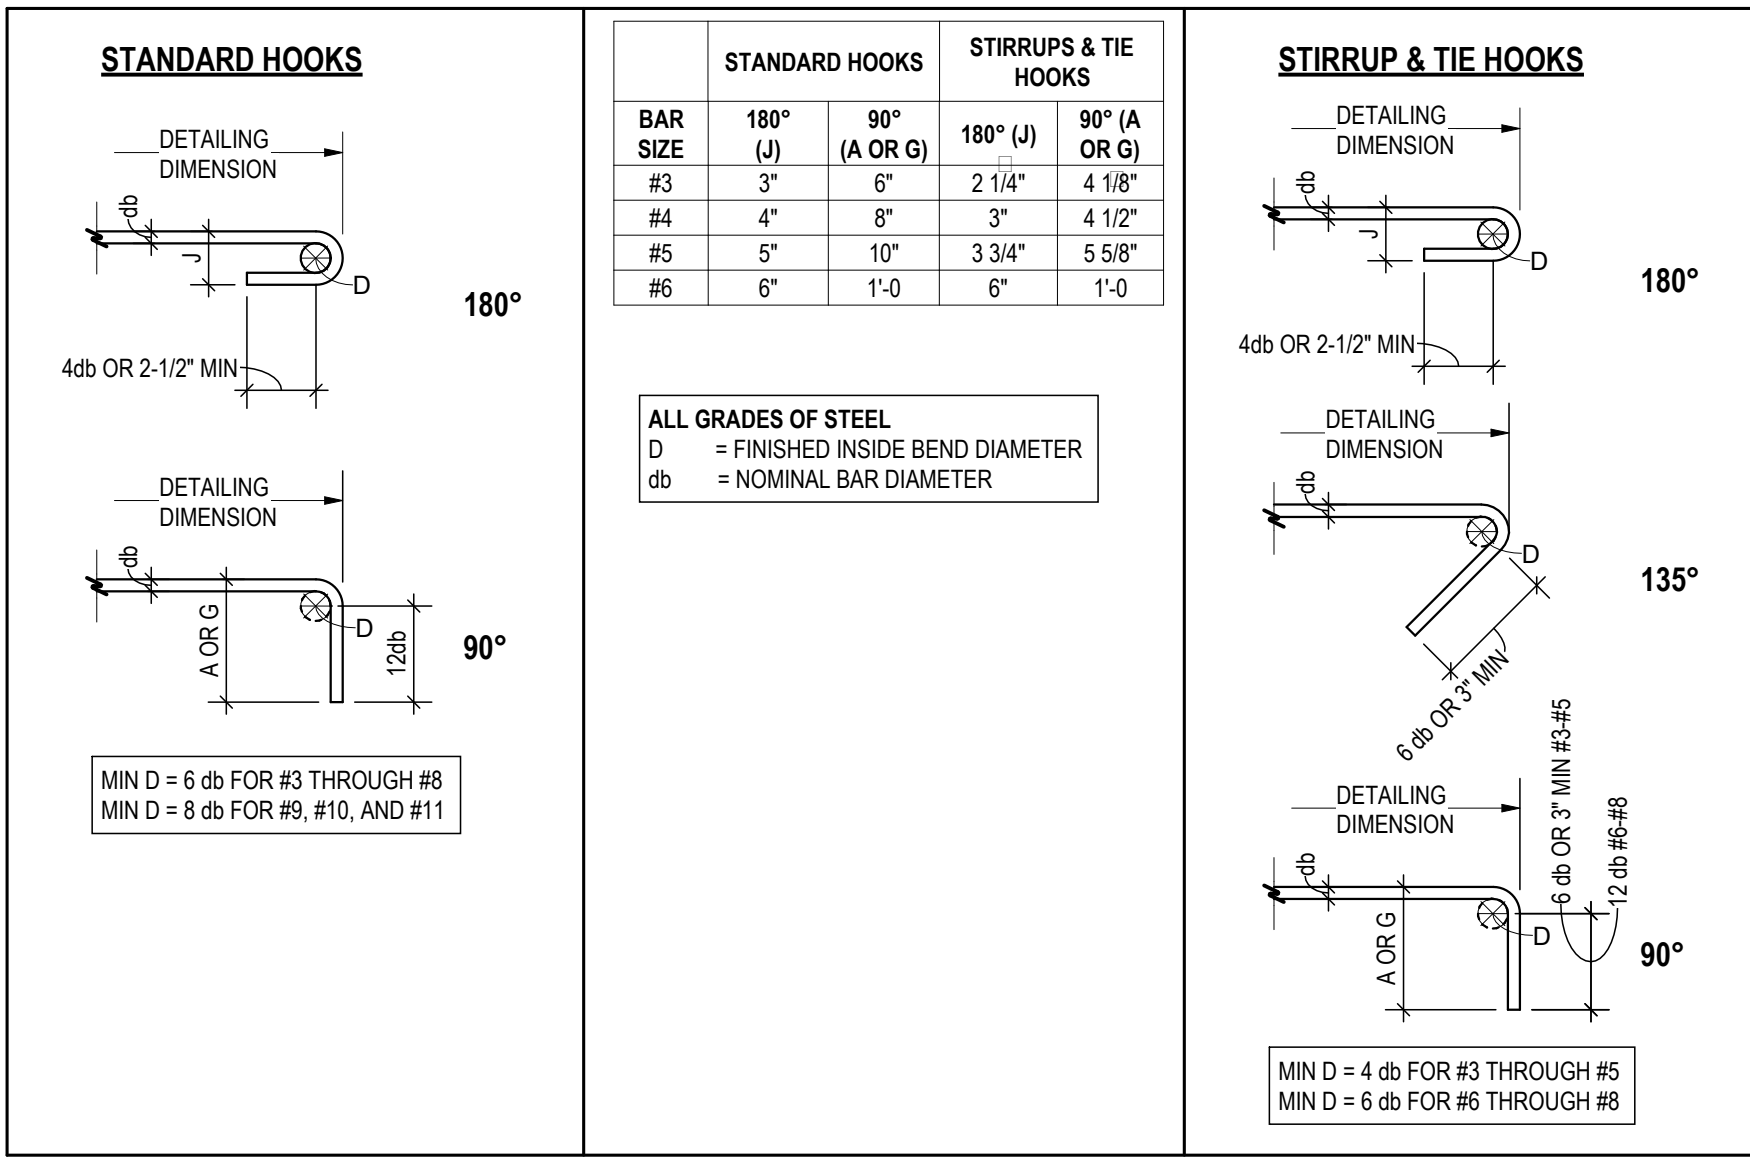 STANDARD HOOKS
DETAILING
DIMENSION
db
J
D
180°
4db OR 2-1/2" MIN
DETAILING
DIMENSION
db
A OR G
D
12db
90°
MIN D = 6 db FOR #3 THROUGH #8
MIN D = 8 db FOR #9, #10, AND #11
STANDARD HOOKS
STIRRUPS & TIE
HOOKS
BAR
SIZE
180°
(J)
90°
(A OR G)
180° (J)
90° (A
OR G)
#3 3" 6" 2 1/4" 4 1/8"
#4 4" 8" 3" 4 1/2"
#5 5" 10" 3 3/4" 5 5/8"
#6 6" 1'-0 6" 1'-0
ALL GRADES OF STEEL
D = FINISHED INSIDE BEND DIAMETER
db = NOMINAL BAR DIAMETER
STIRRUP & TIE HOOKS
DETAILING
DIMENSION
db
J
D
180°
4db OR 2-1/2" MIN
DETAILING
DIMENSION
db
D
135°
6 db OR 3" MIN
DETAILING
DIMENSION
db
A OR G
D
6 db OR 3" MIN #3-#5
12 db #6-#8
90°
MIN D = 4 db FOR #3 THROUGH #5
MIN D = 6 db FOR #6 THROUGH #8